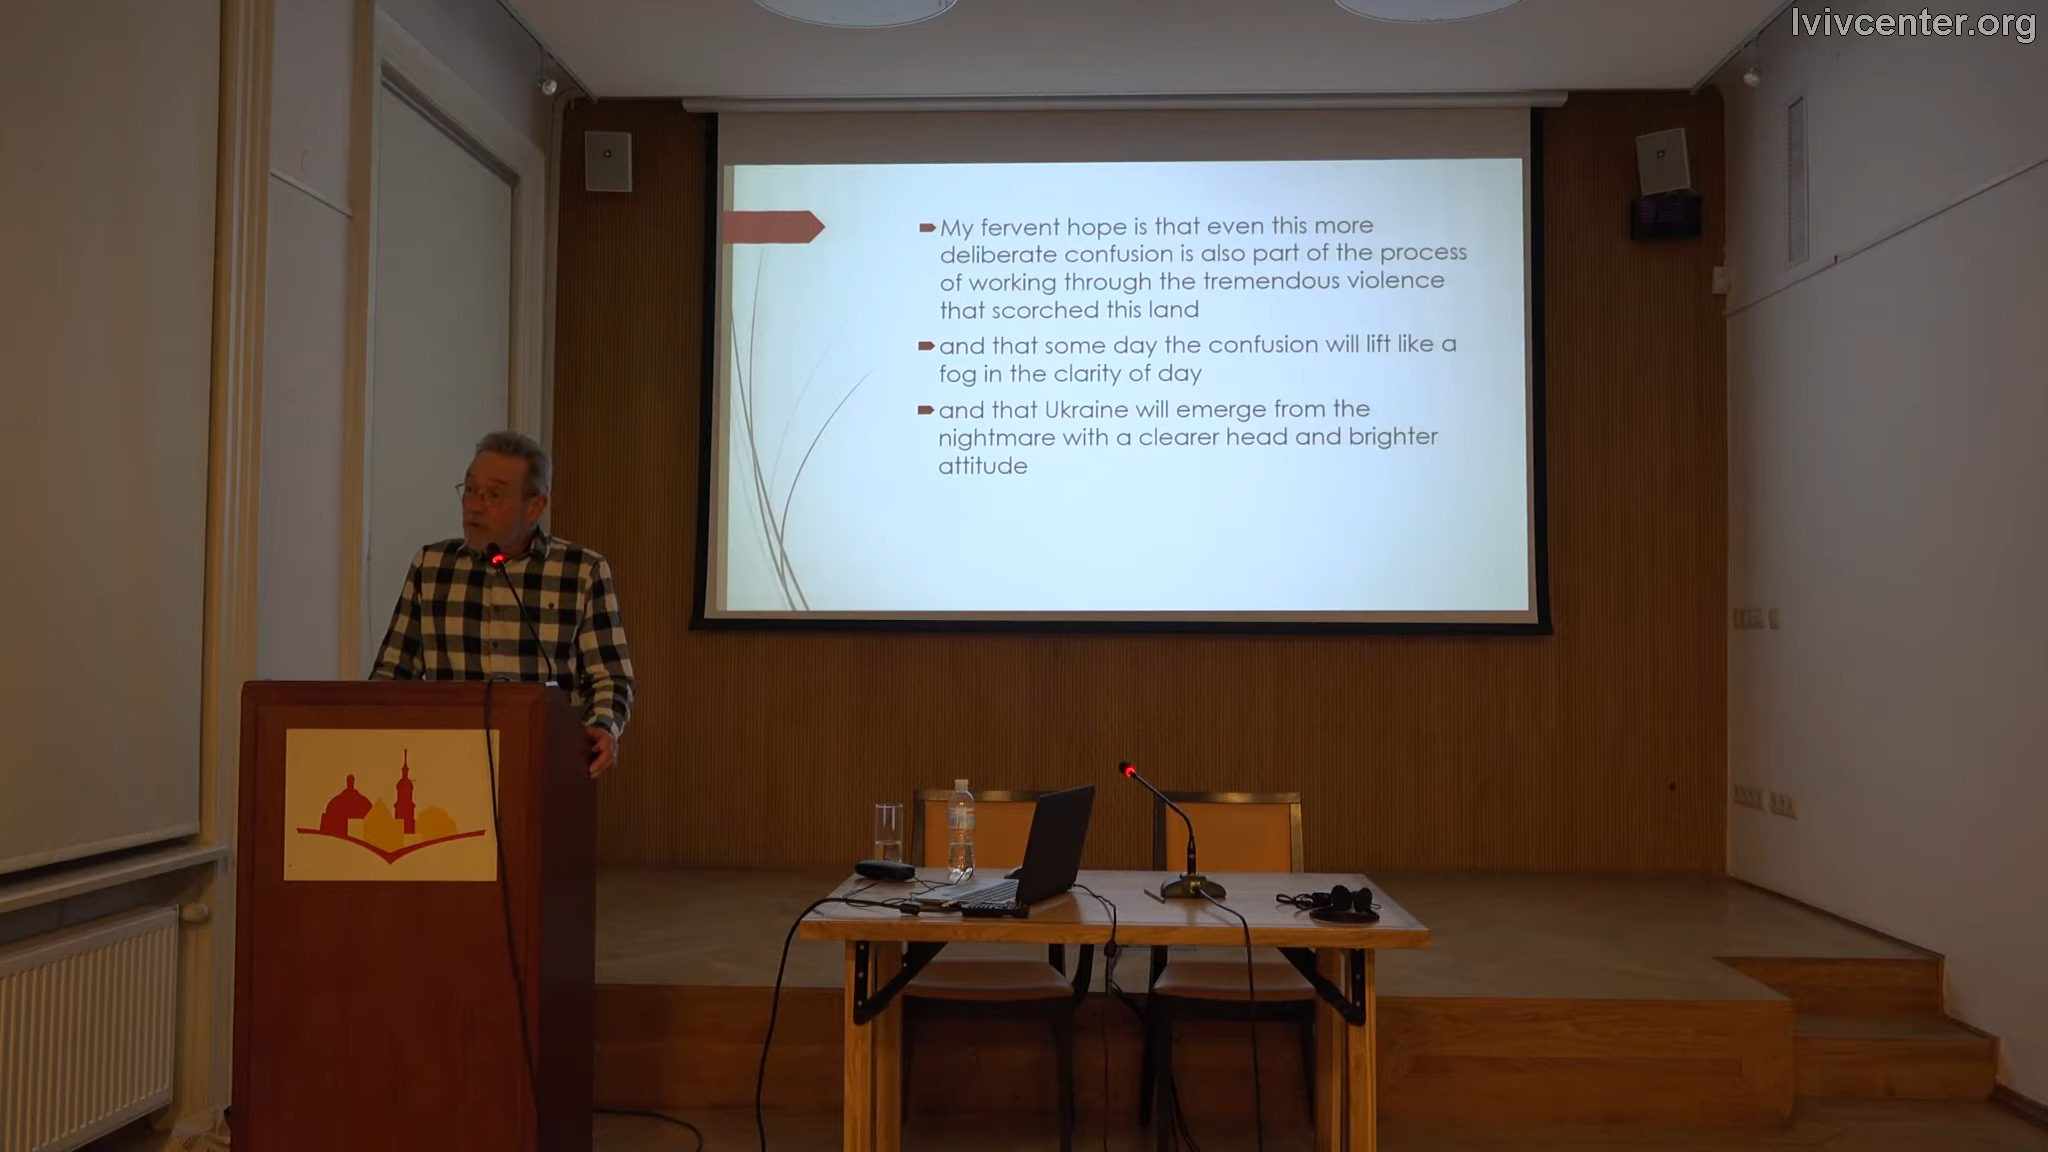 lvivcenter.org
My fervent hope is that even this more
deliberate confusion is also part of the process
of working through the tremendous violence
that scorched this land
and that some day the confusion will lift like a
fog in the clarity of day
and that Ukraine will emerge from the
nightmare with a clearer head and brighter
attitude